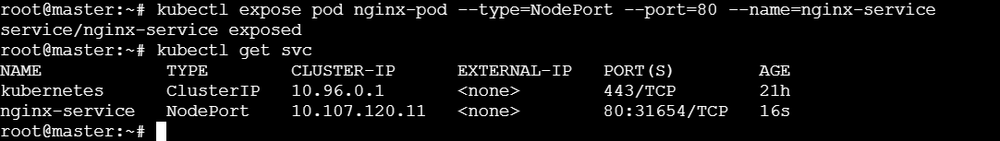 root@master:~# kubectl expose pod nginx-pod --type=NodePort --port=80 --name=nginx-service
service/nginx-service exposed
root@master:~# kubectl get svc
NAME            TYPE        CLUSTER-IP      EXTERNAL-IP   PORT(S)        AGE
kubernetes      ClusterIP   10.96.0.1       <none>        443/TCP        21h
nginx-service   NodePort    10.107.120.11   <none>        80:31654/TCP   16s
root@master:~#